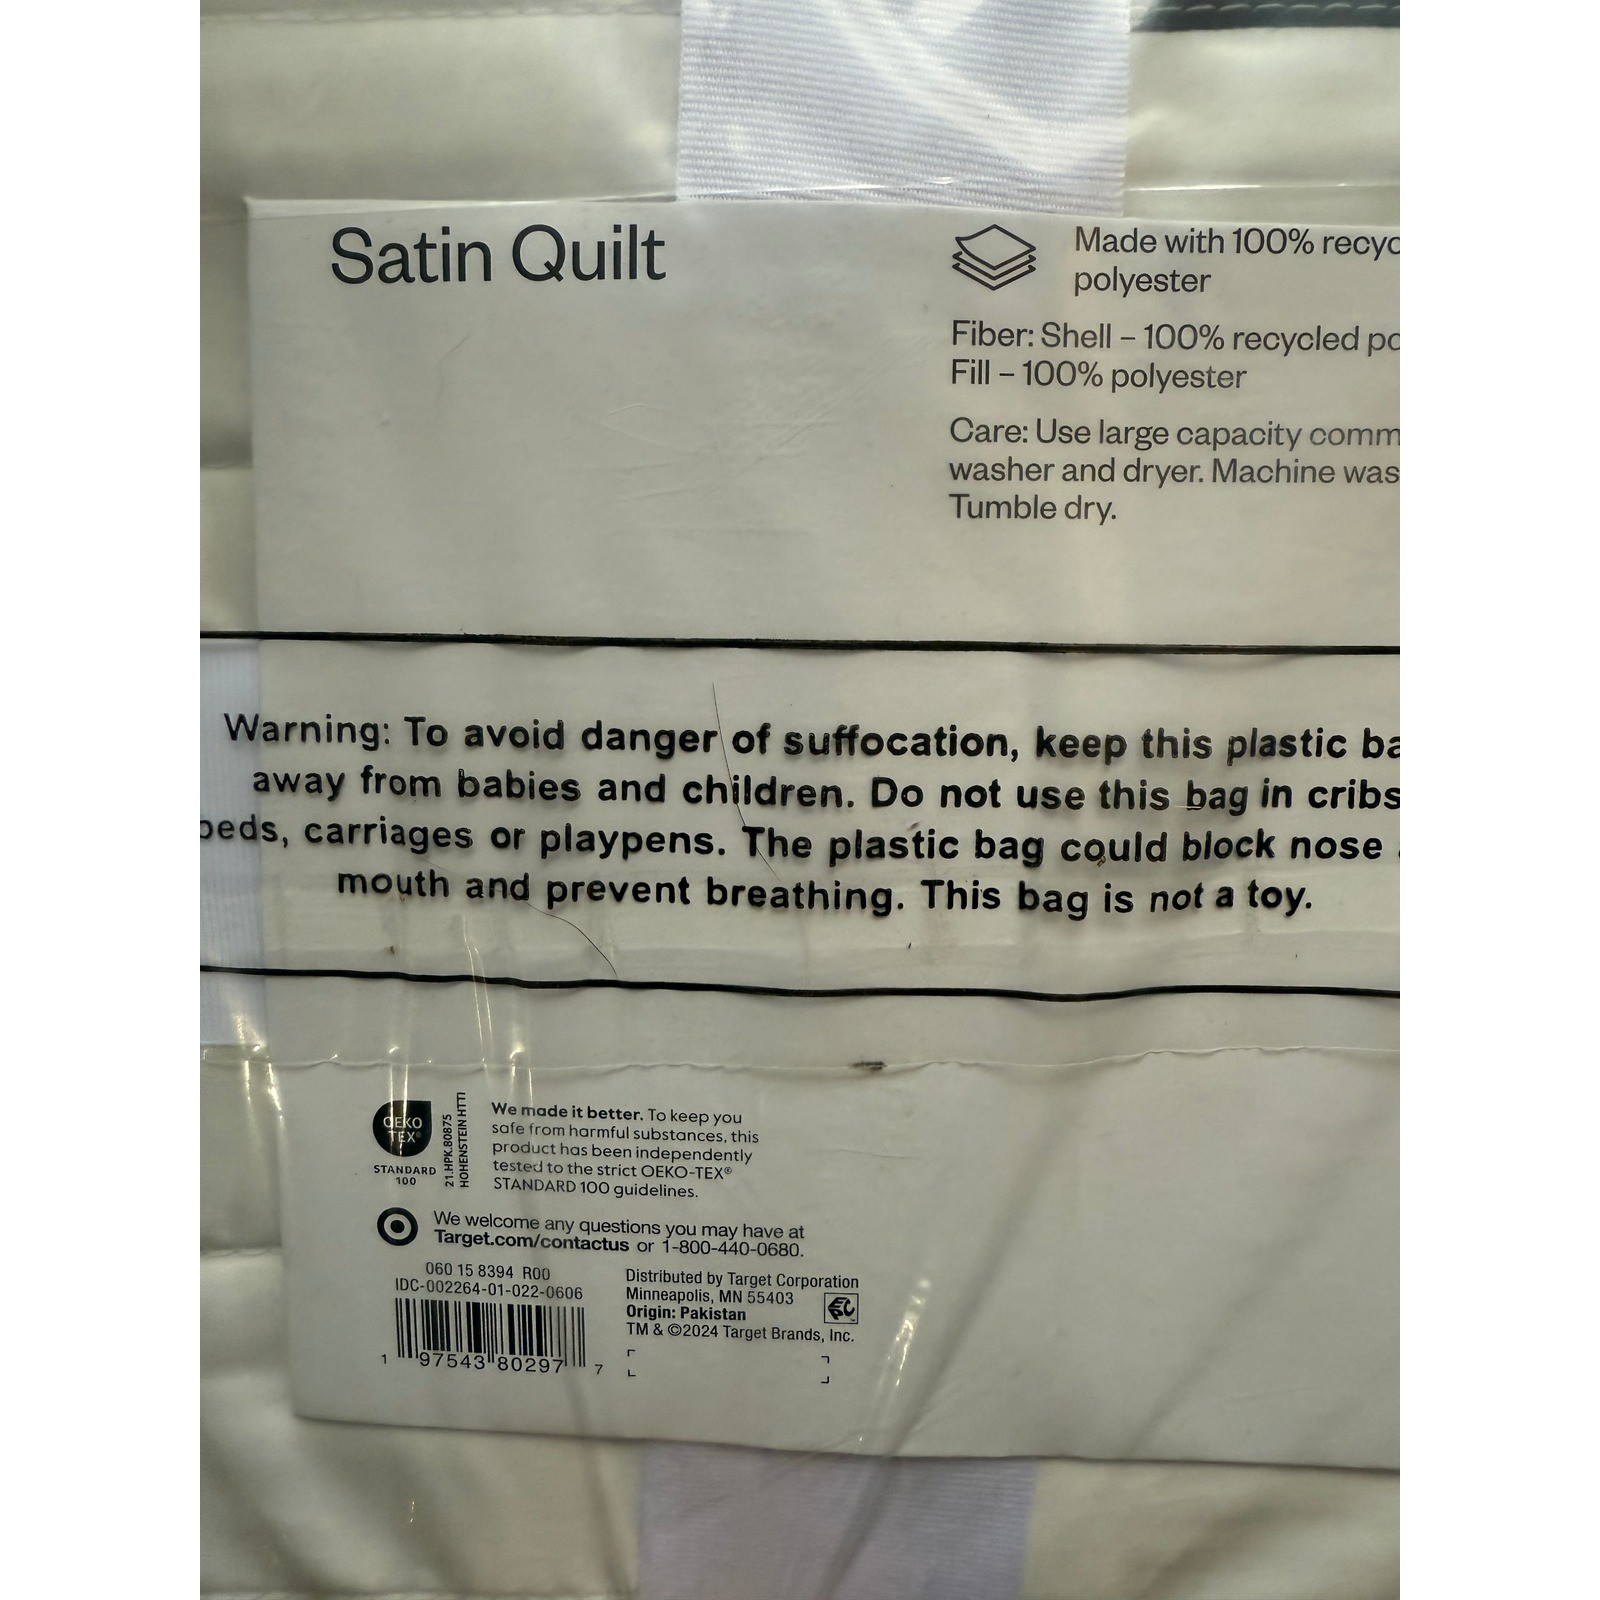 Satin Quilt
Made with 100% recyc
polyester
Fiber: Shell – 100% recycled po
Fill – 100% polyester
Care: Use large capacity comm
washer and dryer. Machine was
Tumble dry.
Warning: To avoid danger of suffocation, keep this plastic ba
away from babies and children. Do not use this bag in cribs
beds, carriages or playpens. The plastic bag could block nose
mouth and prevent breathing. This bag is not a toy.
OEKO
TEX®
STANDARD
100
21.HPK.80875
HOHENSTEIN HTTI
We made it better. To keep you
safe from harmful substances, this
product has been independently
tested to the strict OEKO-TEX®
STANDARD 100 guidelines.
We welcome any questions you may have at
Target.com/contactus or 1-800-440-0680.
060 15 8394 R00
IDC-002264-01-022-0606
1 97543 80297 7
Distributed by Target Corporation
Minneapolis, MN 55403
Origin: Pakistan
TM & ©2024 Target Brands, Inc.